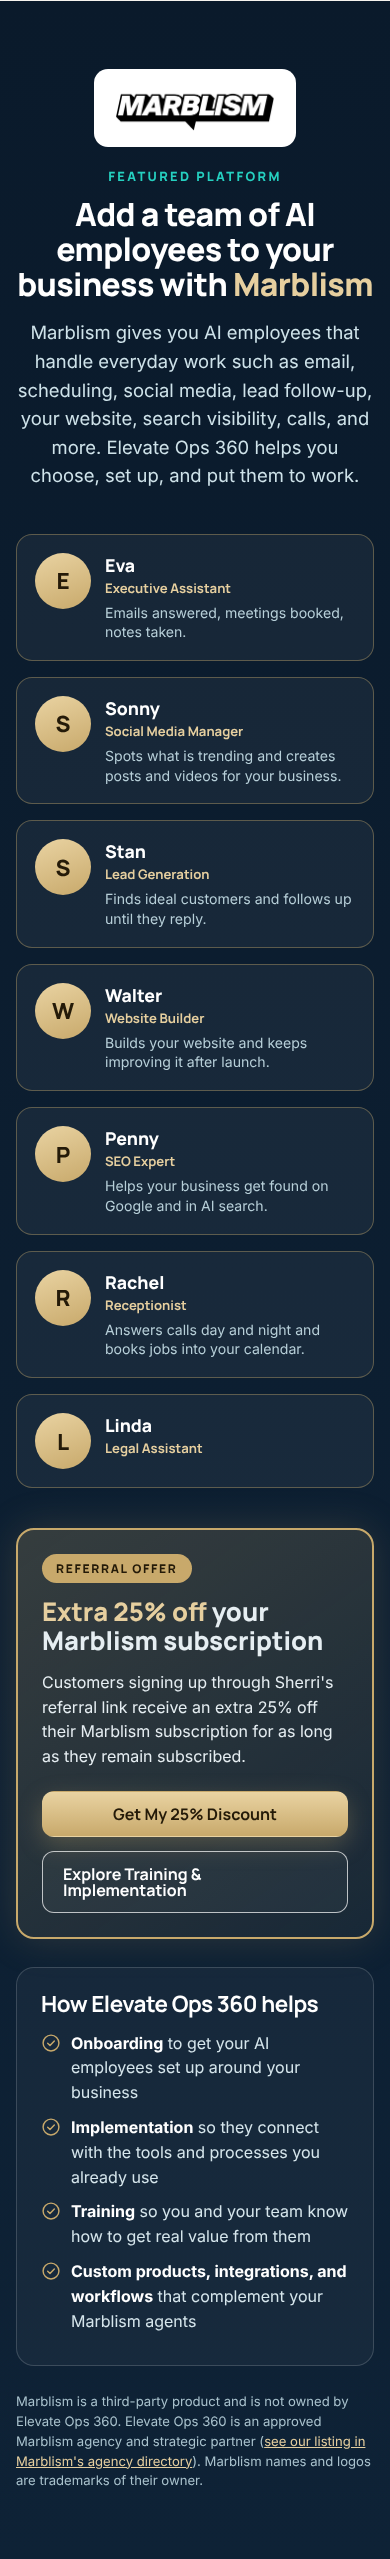 MARBLISM
FEATURED PLATFORM
Add a team of AI
employees to your
business with Marblism
Marblism gives you AI employees that
handle everyday work such as email,
scheduling, social media, lead follow-up,
your website, search visibility, calls, and
more. Elevate Ops 360 helps you
choose, set up, and put them to work.
E
Eva
Executive Assistant
Emails answered, meetings booked,
notes taken.
S
Sonny
Social Media Manager
Spots what is trending and creates
posts and videos for your business.
S
Stan
Lead Generation
Finds ideal customers and follows up
until they reply.
W
Walter
Website Builder
Builds your website and keeps
improving it after launch.
P
Penny
SEO Expert
Helps your business get found on
Google and in AI search.
R
Rachel
Receptionist
Answers calls day and night and
books jobs into your calendar.
L
Linda
Legal Assistant
REFERRAL OFFER
Extra 25% off your
Marblism subscription
Customers signing up through Sherri's
referral link receive an extra 25% off
their Marblism subscription for as long
as they remain subscribed.
Get My 25% Discount
Explore Training &
Implementation
How Elevate Ops 360 helps
Onboarding to get your AI
employees set up around your
business
Implementation so they connect
with the tools and processes you
already use
Training so you and your team know
how to get real value from them
Custom products, integrations, and
workflows that complement your
Marblism agents
Marblism is a third-party product and is not owned by
Elevate Ops 360. Elevate Ops 360 is an approved
Marblism agency and strategic partner (see our listing in
Marblism's agency directory). Marblism names and logos
are trademarks of their owner.